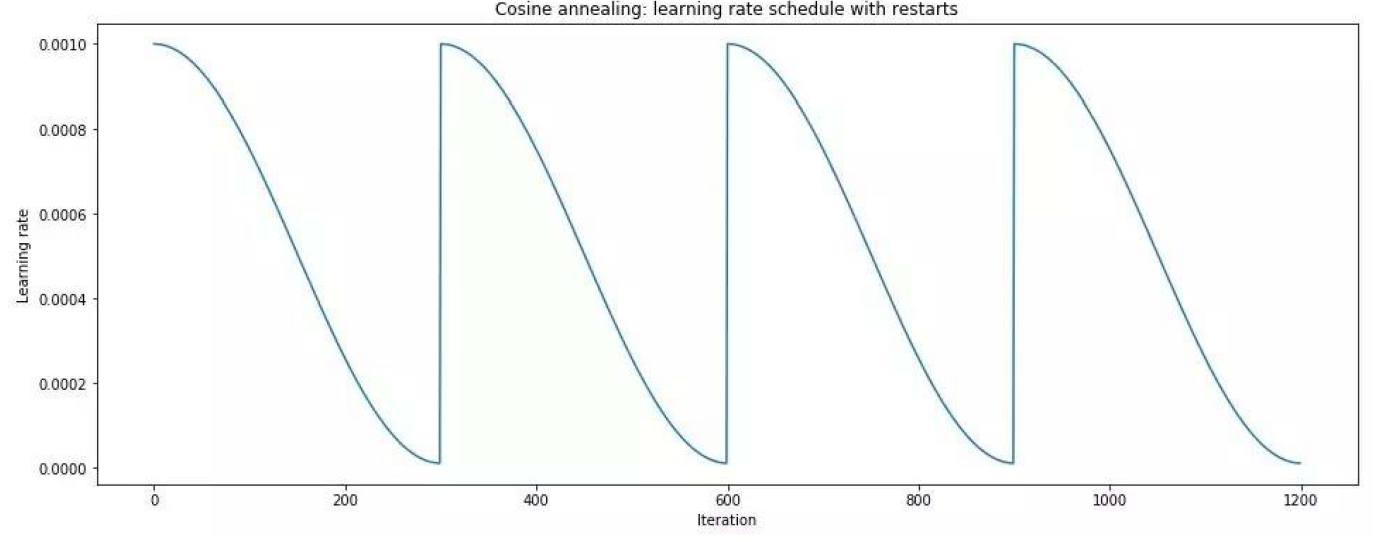 Cosine annealing: learning rate schedule with restarts
0.0010
0.0008
0.0006
0.0004
0.0002
0.0000
Learning rate
0 200 400 600 800 1000 1200
Iteration